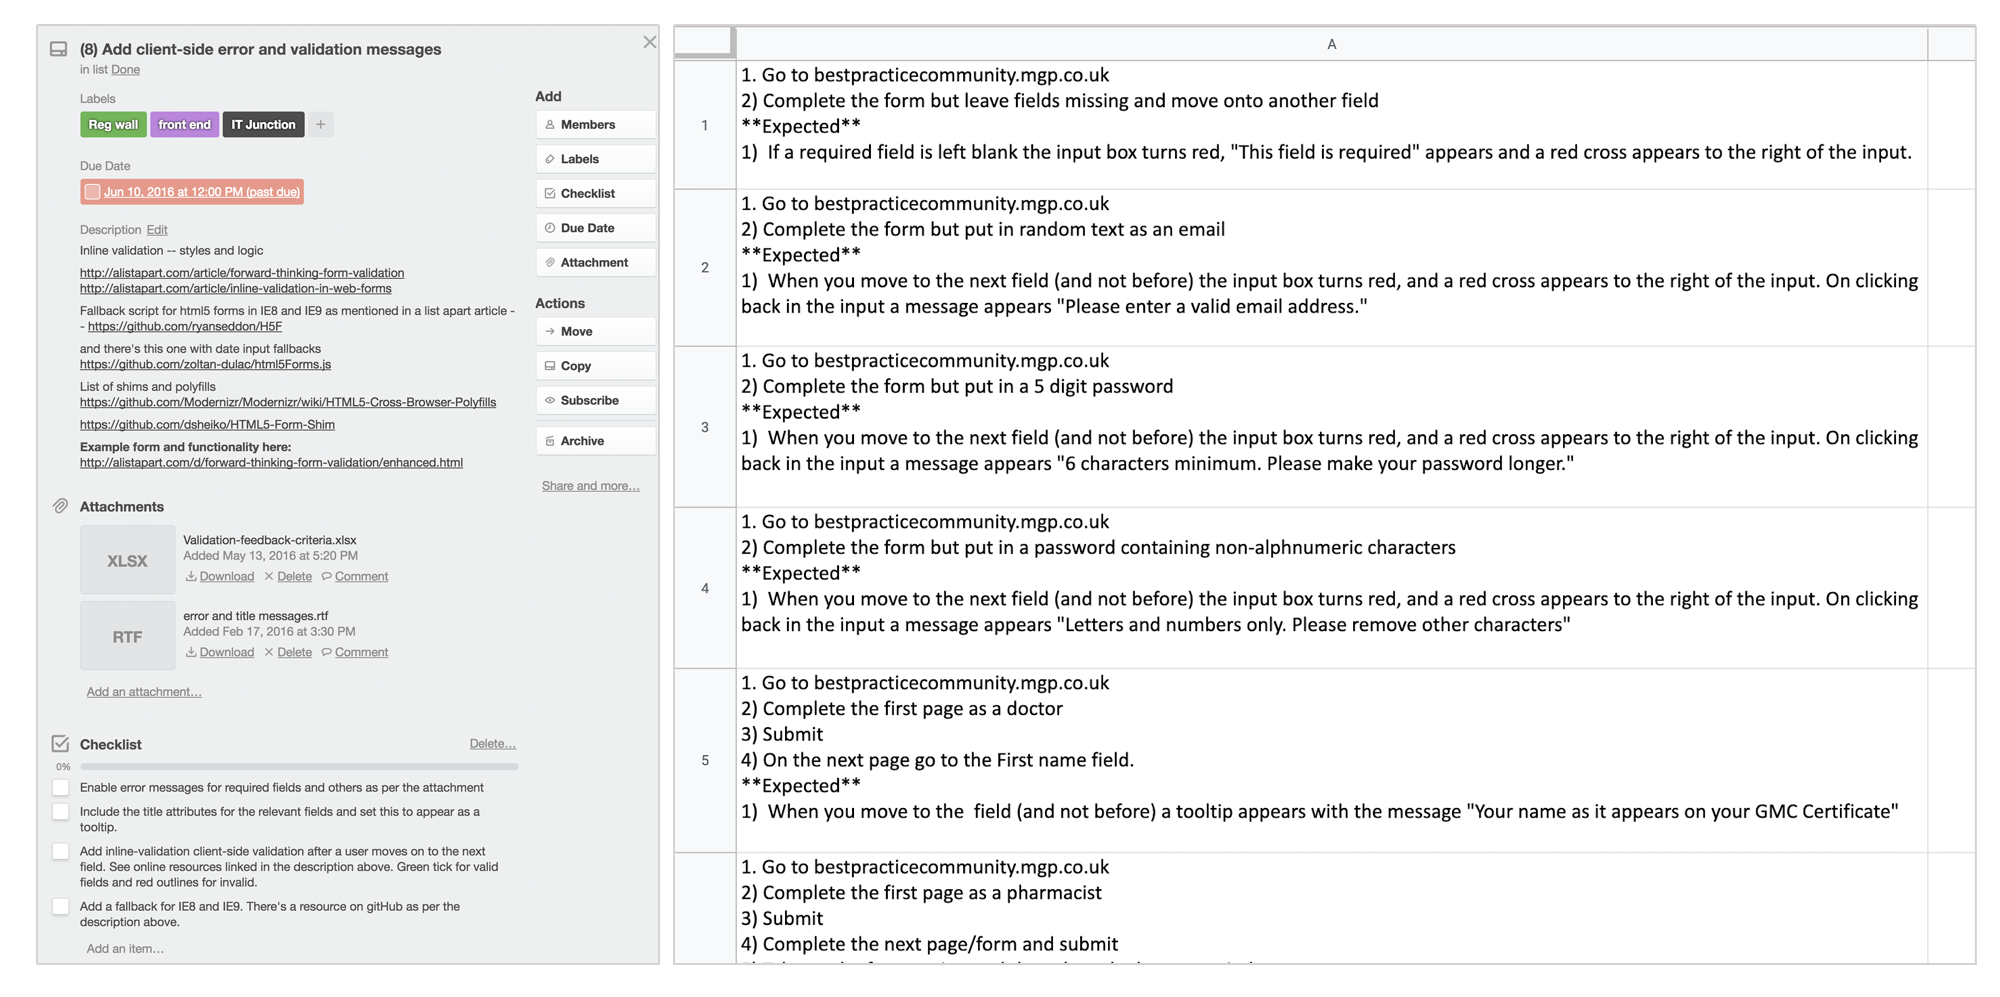 (8) Add client-side error and validation messages
in list Done
Labels
Reg wall front end IT Junction +
Due Date
Jun 10, 2016 at 12:00 PM (past due)
Description Edit
Inline validation -- styles and logic
http://alistapart.com/article/forward-thinking-form-validation
http://alistapart.com/article/inline-validation-in-web-forms
Fallback script for html5 forms in IE8 and IE9 as mentioned in a list apart article -
- https://github.com/ryanseddon/H5F
and there's this one with date input fallbacks
https://github.com/zoltan-dulac/html5Forms.js
List of shims and polyfills
https://github.com/Modernizr/Modernizr/wiki/HTML5-Cross-Browser-Polyfills
https://github.com/dsheiko/HTML5-Form-Shim
Example form and functionality here:
http://alistapart.com/d/forward-thinking-form-validation/enhanced.html
Attachments
XLSX
Validation-feedback-criteria.xlsx
Added May 13, 2016 at 5:20 PM
Download Delete Comment
RTF
error and title messages.rtf
Added Feb 17, 2016 at 3:30 PM
Download Delete Comment
Add an attachment...
Checklist Delete...
0%
Enable error messages for required fields and others as per the attachment
Include the title attributes for the relevant fields and set this to appear as a
tooltip.
Add inline-validation client-side validation after a user moves on to the next
field. See online resources linked in the description above. Green tick for valid
fields and red outlines for invalid.
Add a fallback for IE8 and IE9. There's a resource on gitHub as per the
description above.
Add an item...
Add
Members
Labels
Checklist
Due Date
Attachment
Actions
Move
Copy
Subscribe
Archive
Share and more...
A
1
1. Go to bestpracticecommunity.mgp.co.uk
2) Complete the form but leave fields missing and move onto another field
**Expected**
1) If a required field is left blank the input box turns red, "This field is required" appears and a red cross appears to the right of the input.
2
1. Go to bestpracticecommunity.mgp.co.uk
2) Complete the form but put in random text as an email
**Expected**
1) When you move to the next field (and not before) the input box turns red, and a red cross appears to the right of the input. On clicking
back in the input a message appears "Please enter a valid email address."
3
1. Go to bestpracticecommunity.mgp.co.uk
2) Complete the form but put in a 5 digit password
**Expected**
1) When you move to the next field (and not before) the input box turns red, and a red cross appears to the right of the input. On clicking
back in the input a message appears "6 characters minimum. Please make your password longer."
4
1. Go to bestpracticecommunity.mgp.co.uk
2) Complete the form but put in a password containing non-alphnumeric characters
**Expected**
1) When you move to the next field (and not before) the input box turns red, and a red cross appears to the right of the input. On clicking
back in the input a message appears "Letters and numbers only. Please remove other characters"
5
1. Go to bestpracticecommunity.mgp.co.uk
2) Complete the first page as a doctor
3) Submit
4) On the next page go to the First name field.
**Expected**
1) When you move to the field (and not before) a tooltip appears with the message "Your name as it appears on your GMC Certificate"
1. Go to bestpracticecommunity.mgp.co.uk
2) Complete the first page as a pharmacist
3) Submit
4) Complete the next page/form and submit